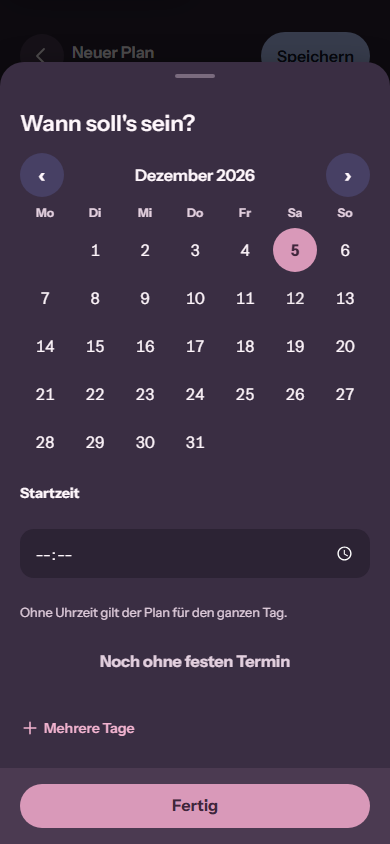 Neuer Plan
Speichern
Wann soll's sein?
‹ Dezember 2026 ›
Mo Di Mi Do Fr Sa So
1 2 3 4 5 6
7 8 9 10 11 12 13
14 15 16 17 18 19 20
21 22 23 24 25 26 27
28 29 30 31
Startzeit
--:--
Ohne Uhrzeit gilt der Plan für den ganzen Tag.
Noch ohne festen Termin
+ Mehrere Tage
Fertig